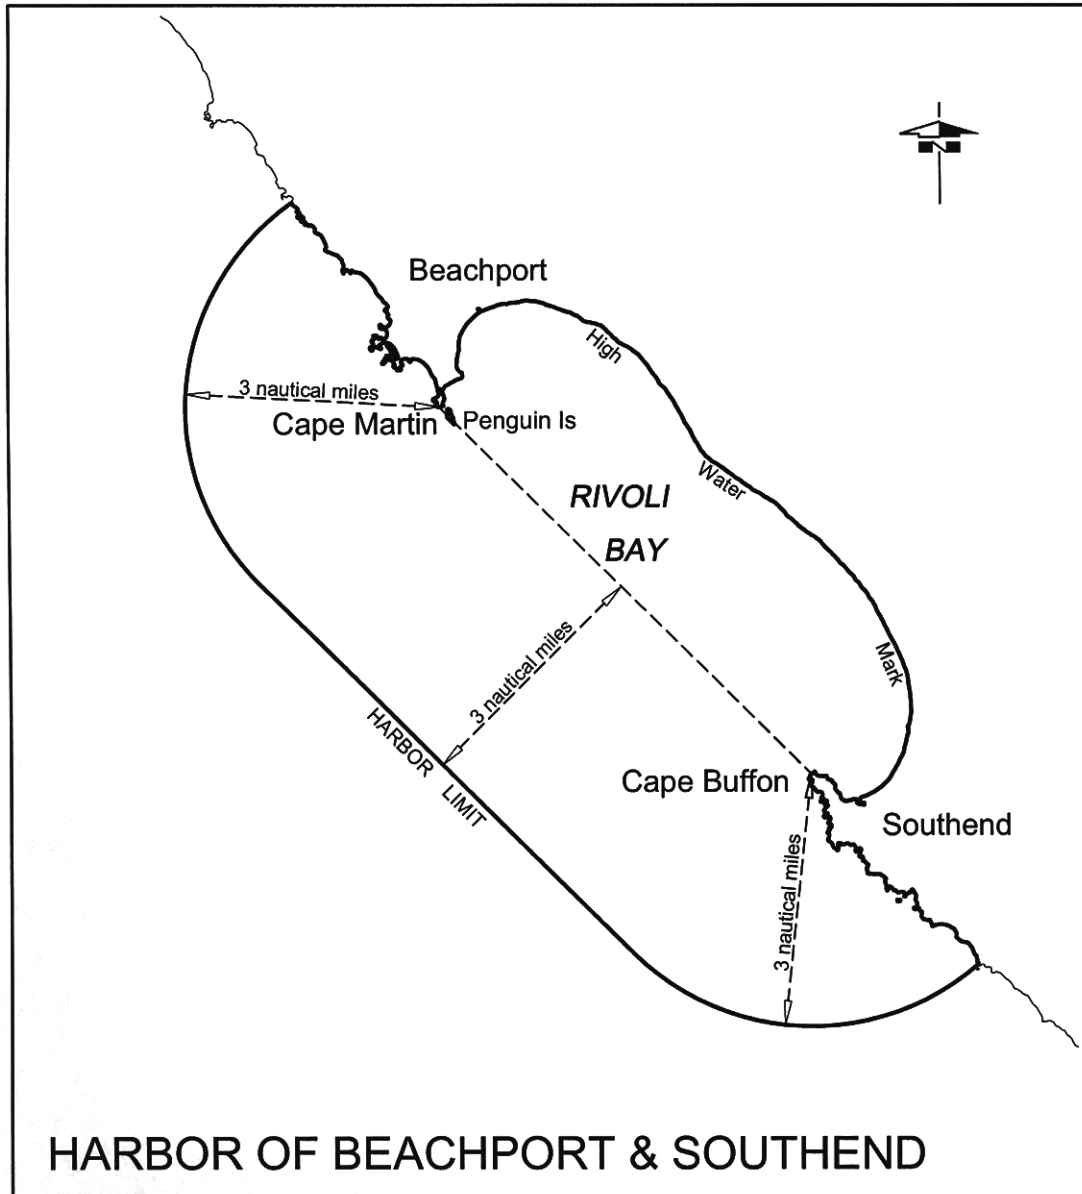 N
Beachport
High
3 nautical miles
Cape Martin
Penguin Is
Water
RIVOLI
BAY
3 nautical miles
Mark
HARBOR
LIMIT
Cape Buffon
Southend
3 nautical miles
HARBOR OF BEACHPORT & SOUTHEND